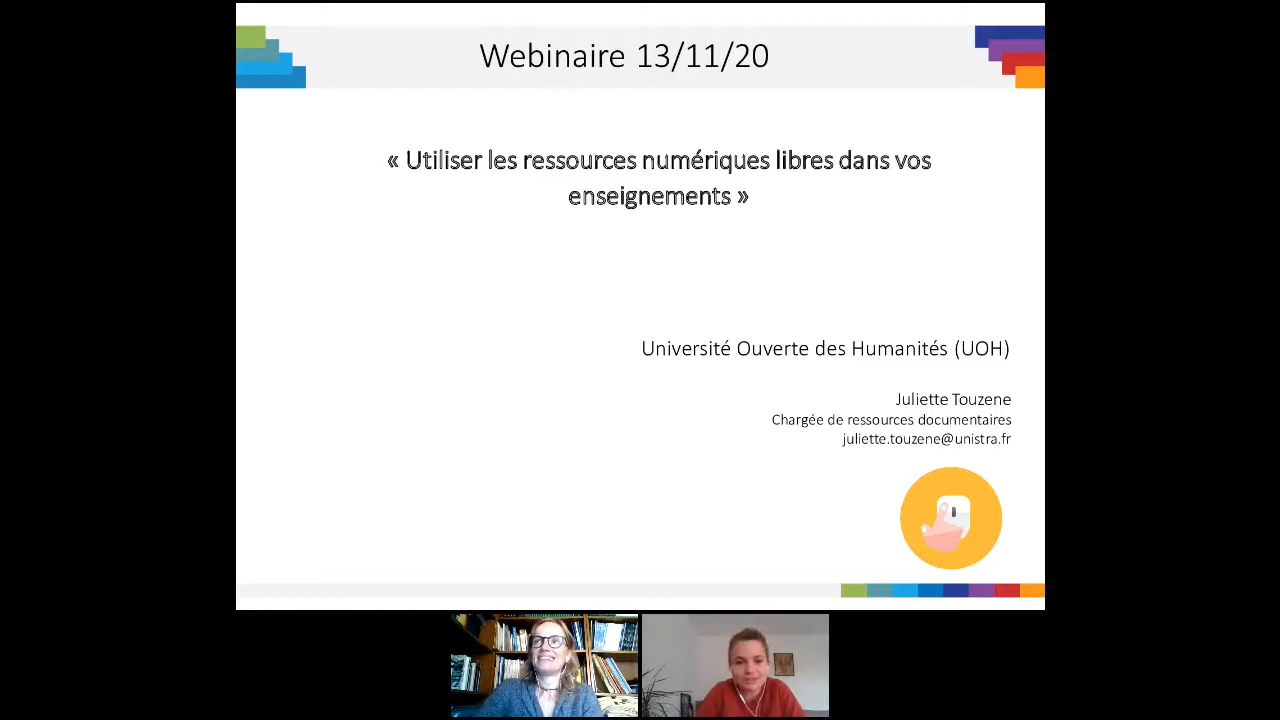 Webinaire 13/11/20
« Utiliser les ressources numériques libres dans vos
enseignements »
Université Ouverte des Humanités (UOH)
Juliette Touzene
Chargée de ressources documentaires
juliette.touzene@unistra.fr